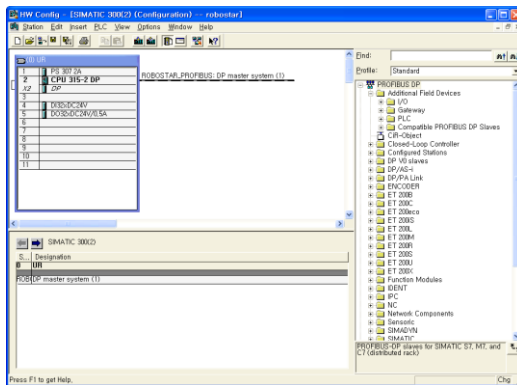 HW Config - [SIMATIC 300(2) (Configuration) -- robostar]
Station Edit Insert PLC View Options Window Help
(0) UR
1 PS 307 2A
2 CPU 315-2 DP
X2 DP
3
4 DI32xDC24V
5 DO32xDC24V/0.5A
6
7
8
9
10
11
ROBOSTAR_PROFIBUS: DP master system (1)
Find:
Profile: Standard
PROFIBUS DP
Additional Field Devices
I/O
Gateway
PLC
Compatible PROFIBUS DP Slaves
CiR-Object
Closed-Loop Controller
Configured Stations
DP V0 slaves
DP/AS-i
DP/PA Link
ENCODER
ET 200B
ET 200C
ET 200eco
ET 200iS
ET 200L
ET 200M
ET 200R
ET 200S
ET 200U
ET 200X
Function Modules
IDENT
IPC
NC
Network Components
Sensoric
SIMADYN
SIMATIC
SIMATIC 300(2)
S... Designation
0 UR
ROBO DP master system (1)
PROFIBUS-DP slaves for SIMATIC S7, M7, and
C7 (distributed rack)
Press F1 to get Help.
Chg